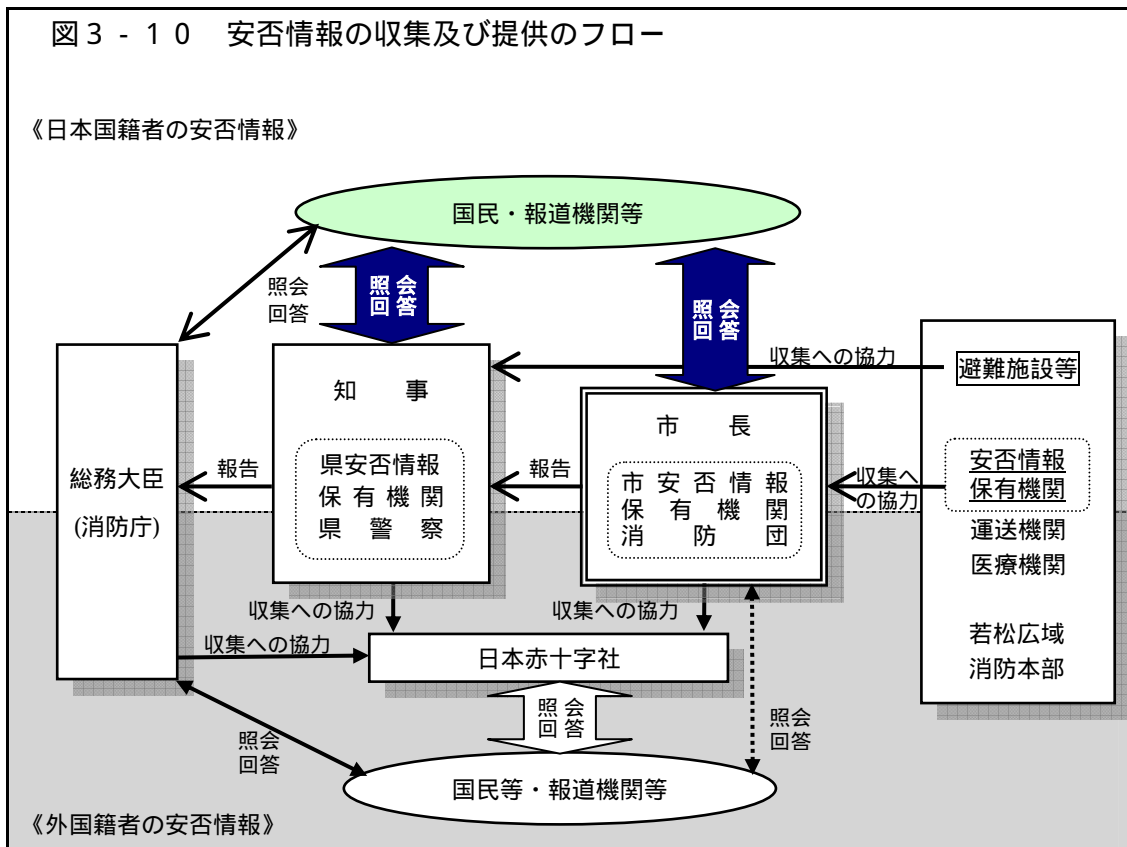 図3-10 安否情報の収集及び提供のフロー
《日本国籍者の安否情報》
国民・報道機関等
照会
回答
照会
回答
照会
回答
総務大臣
(消防庁)
報告
知事
県安否情報
保有機関
県警察
報告
市長
市安否情報
保有機関
消防団
収集への協力
収集へ
の協力
避難施設等
安否情報
保有機関
運送機関
医療機関
若松広域
消防本部
収集への協力
収集への協力
収集への協力
日本赤十字社
照会
回答
照会
回答
照会
回答
国民等・報道機関等
《外国籍者の安否情報》